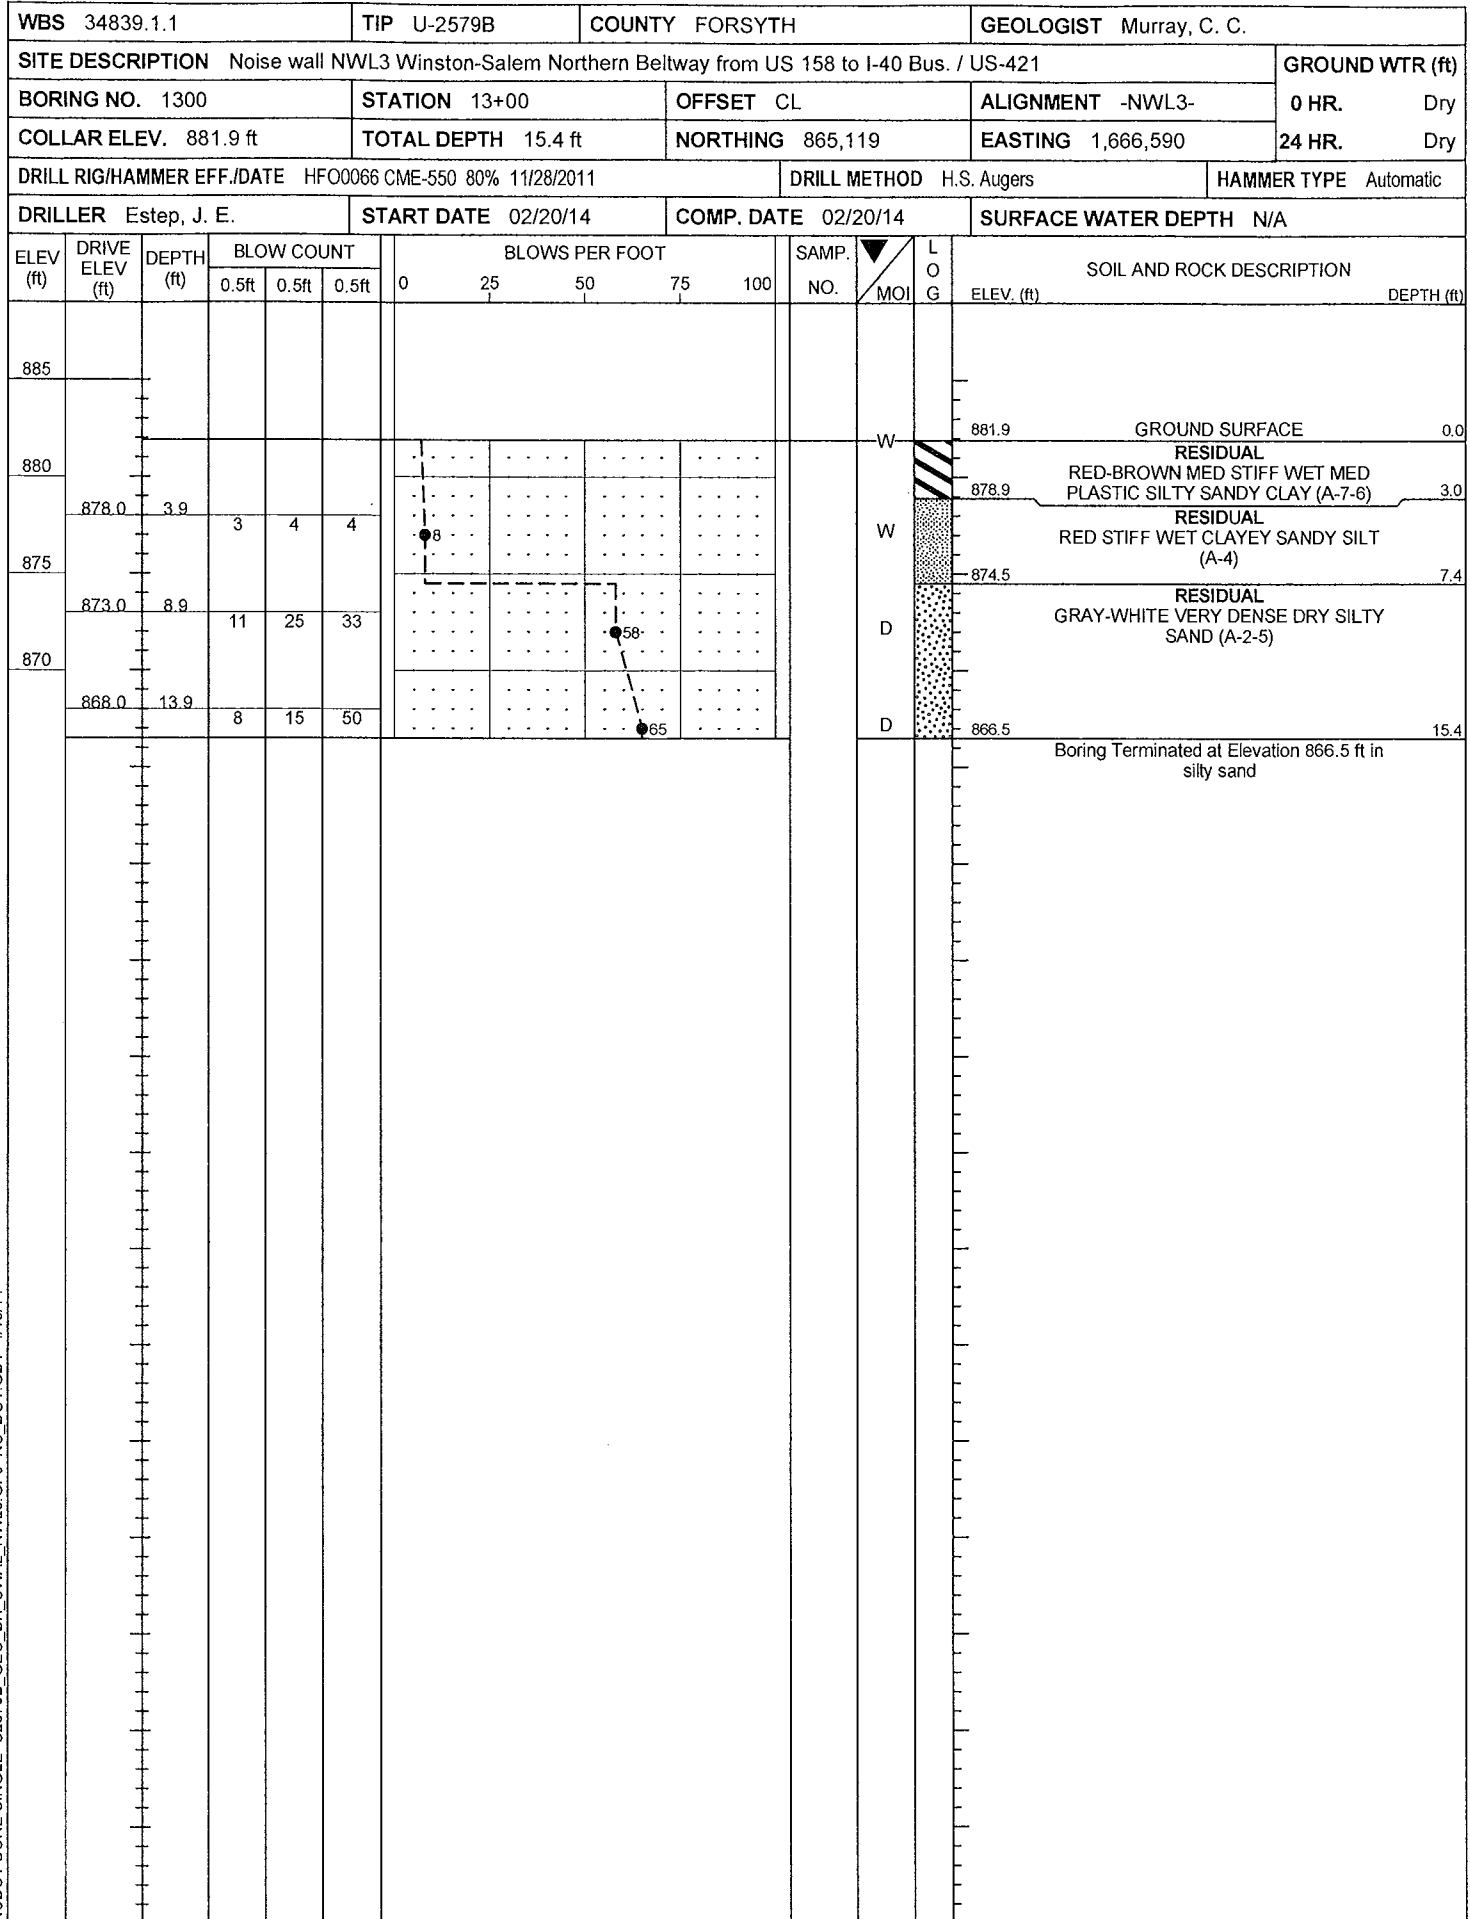 WBS 34839.1.1 TIP U-2579B COUNTY FORSYTH GEOLOGIST Murray, C. C.
SITE DESCRIPTION Noise wall NWL3 Winston-Salem Northern Beltway from US 158 to I-40 Bus. / US-421 GROUND WTR (ft)
BORING NO. 1300 STATION 13+00 OFFSET CL ALIGNMENT -NWL3- 0 HR. Dry
COLLAR ELEV. 881.9 ft TOTAL DEPTH 15.4 ft NORTHING 865,119 EASTING 1,666,590 24 HR. Dry
DRILL RIG/HAMMER EFF./DATE HFO0066 CME-550 80% 11/28/2011 DRILL METHOD H.S. Augers HAMMER TYPE Automatic
DRILLER Estep, J. E. START DATE 02/20/14 COMP. DATE 02/20/14 SURFACE WATER DEPTH N/A
ELEV (ft) DRIVE ELEV (ft) DEPTH (ft) BLOW COUNT BLOWS PER FOOT SAMP. NO. MOI LOG SOIL AND ROCK DESCRIPTION
0.5ft 0.5ft 0.5ft 0 25 50 75 100 ELEV. (ft) DEPTH (ft)
885
W 881.9 GROUND SURFACE 0.0
RESIDUAL
880 RED-BROWN MED STIFF WET MED
878.9 PLASTIC SILTY SANDY CLAY (A-7-6) 3.0
878.0 3.9
RESIDUAL
3 4 4 8 W RED STIFF WET CLAYEY SANDY SILT
(A-4)
875
874.5 7.4
RESIDUAL
873.0 8.9 GRAY-WHITE VERY DENSE DRY SILTY
11 25 33 58 D SAND (A-2-5)
870
868.0 13.9
8 15 50 65 D 866.5 15.4
Boring Terminated at Elevation 866.5 ft in
silty sand